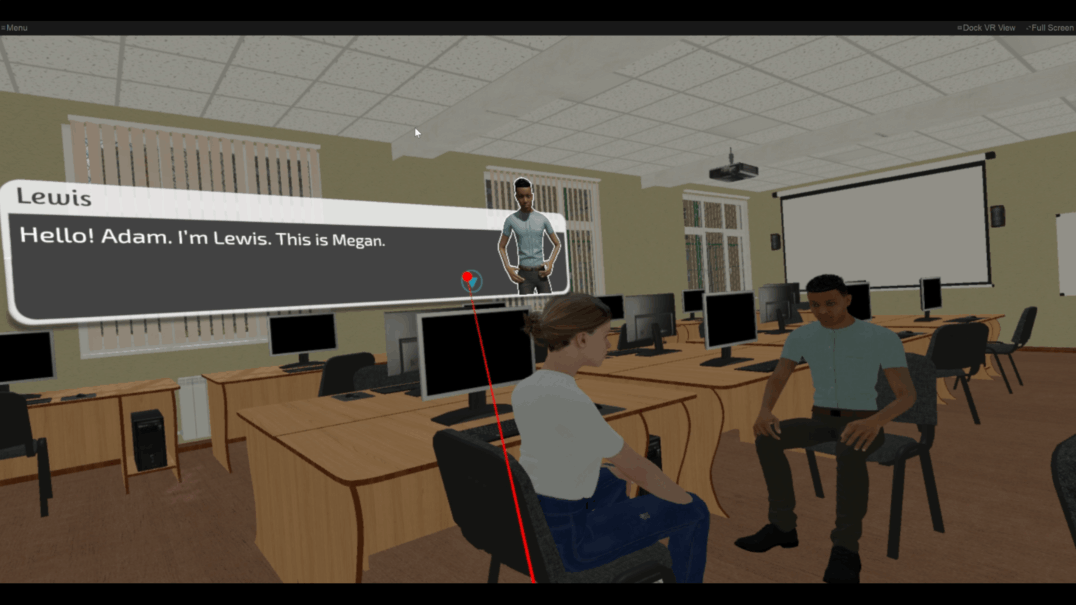 Menu
Dock VR View
Full Screen
Lewis
Hello! Adam. I'm Lewis. This is Megan.